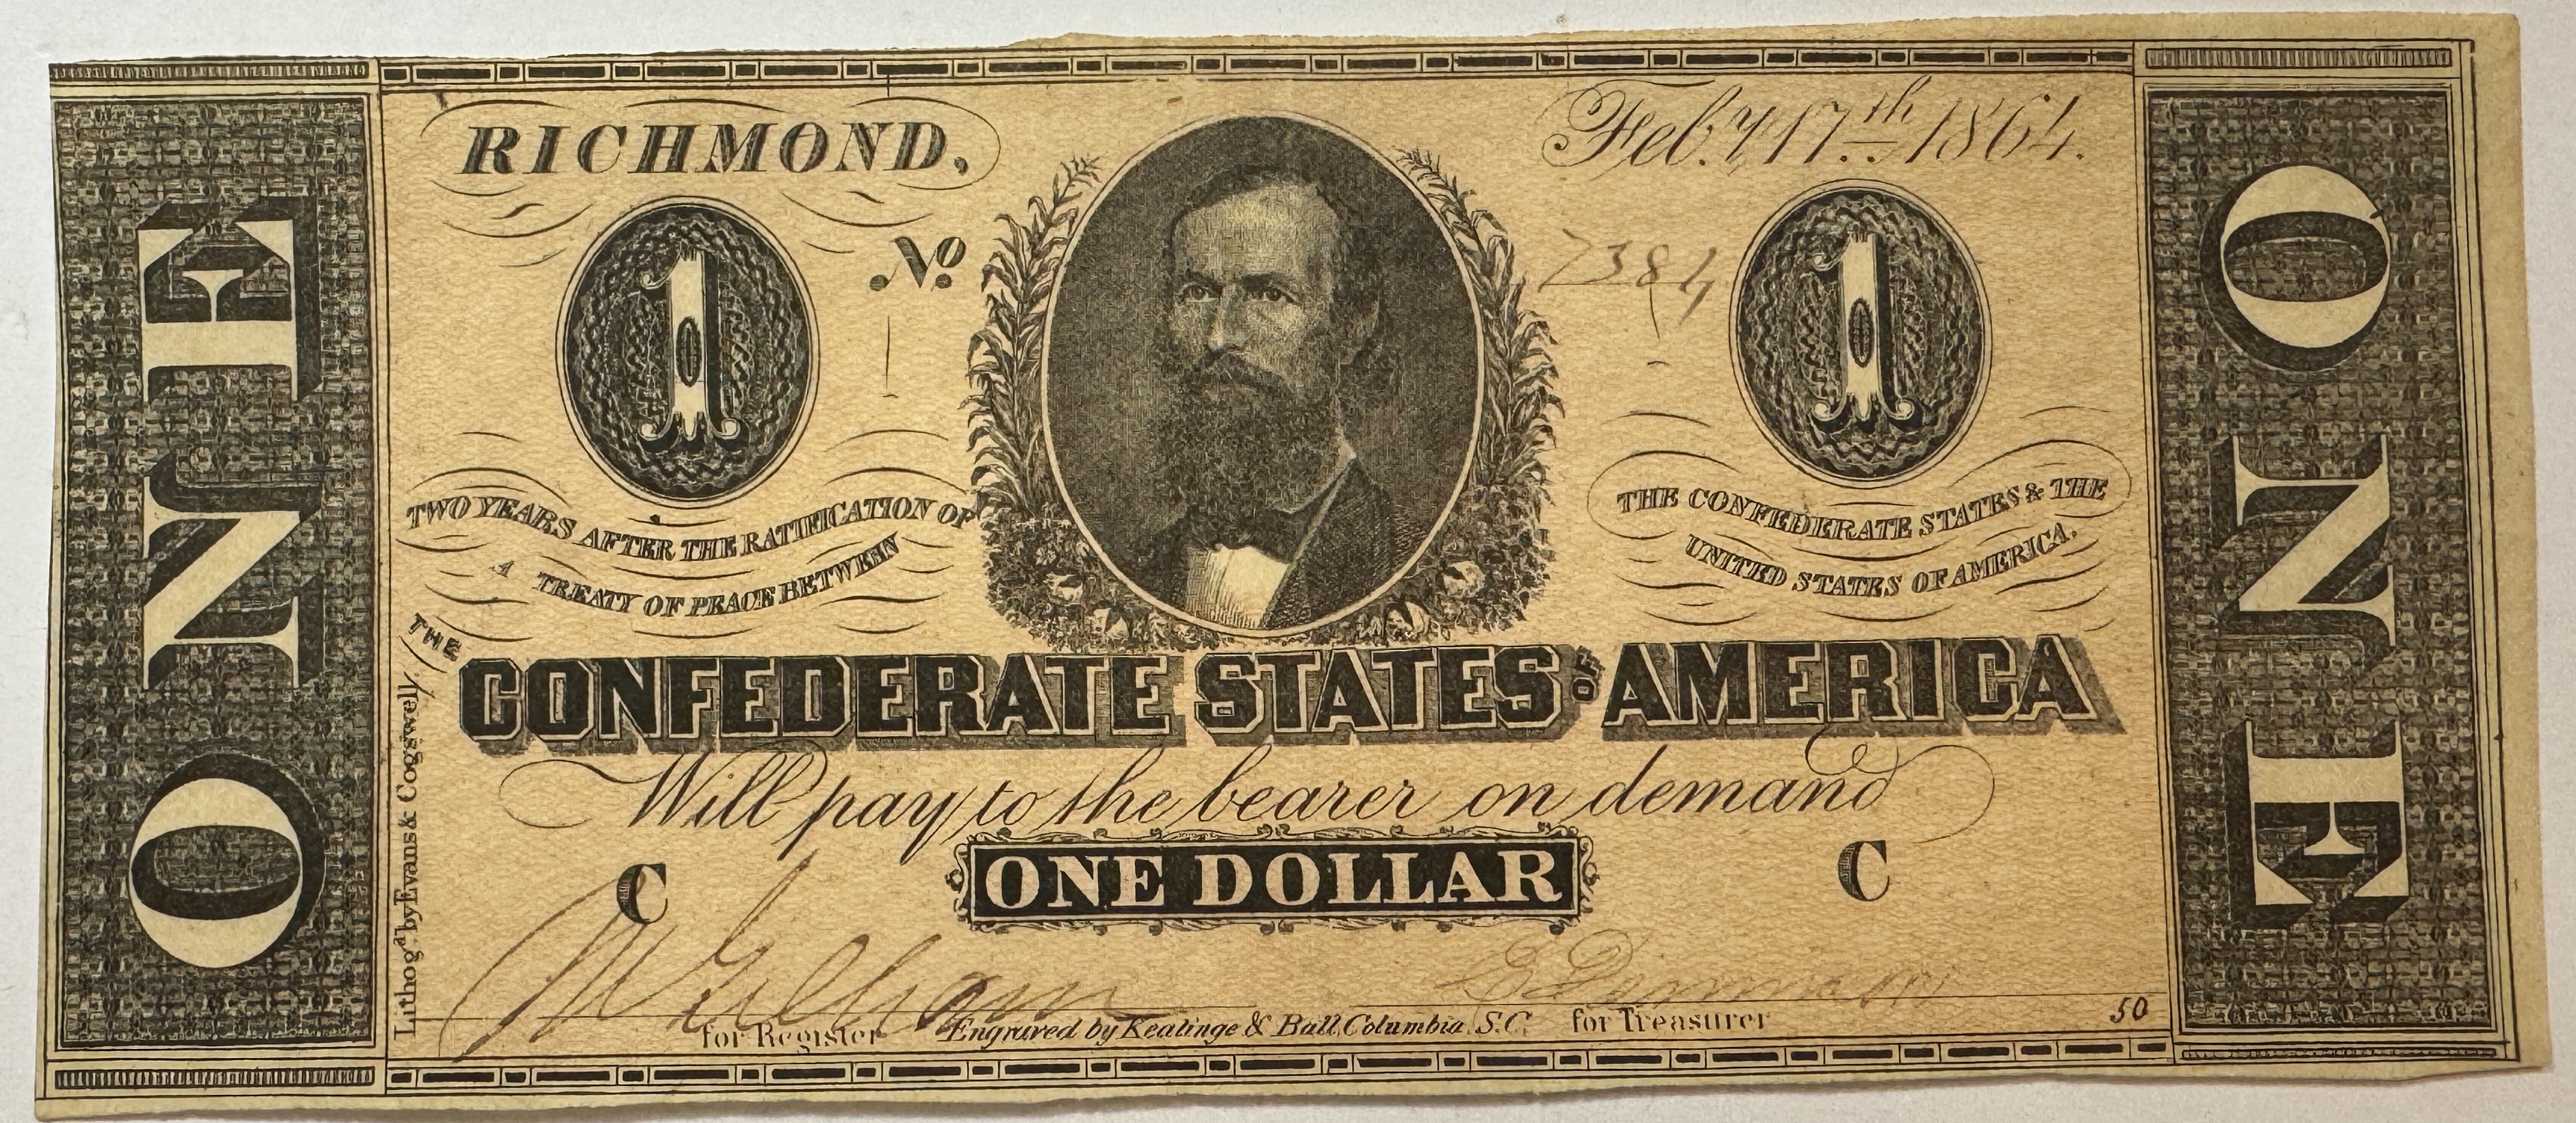 ONE
RICHMOND,
Feb.y 17.th 1864.
1
No
7384
1
TWO YEARS AFTER THE RATIFICATION OF
A TREATY OF PEACE BETWEEN
THE CONFEDERATE STATES & THE
UNITED STATES OF AMERICA.
THE
CONFEDERATE STATES OF AMERICA
Will pay to the bearer on demand
C
ONE DOLLAR
C
for Register
Engraved by Keatinge & Ball, Columbia, S.C.
for Treasurer
50
Lithog'd by Evans & Cogswell
ONE